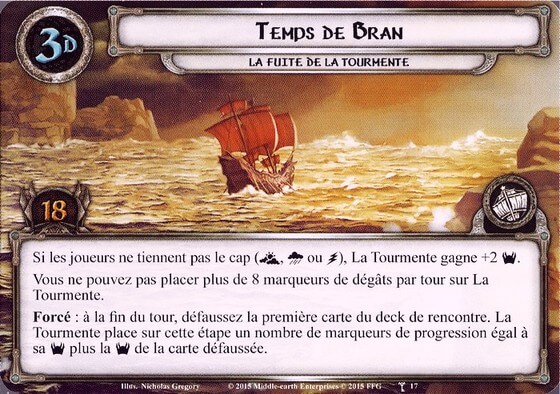 3D
TEMPS DE BRAN
LA FUITE DE LA TOURMENTE
18
Si les joueurs ne tiennent pas le cap ( , ou ), La Tourmente gagne +2 .
Vous ne pouvez pas placer plus de 8 marqueurs de dégâts par tour sur La
Tourmente.
Forcé : à la fin du tour, défaussez la première carte du deck de rencontre. La
Tourmente place sur cette étape un nombre de marqueurs de progression égal à
sa plus la de la carte défaussée.
Illus. Nicholas Gregory © 2015 Middle-earth Enterprises © 2015 FFG 17